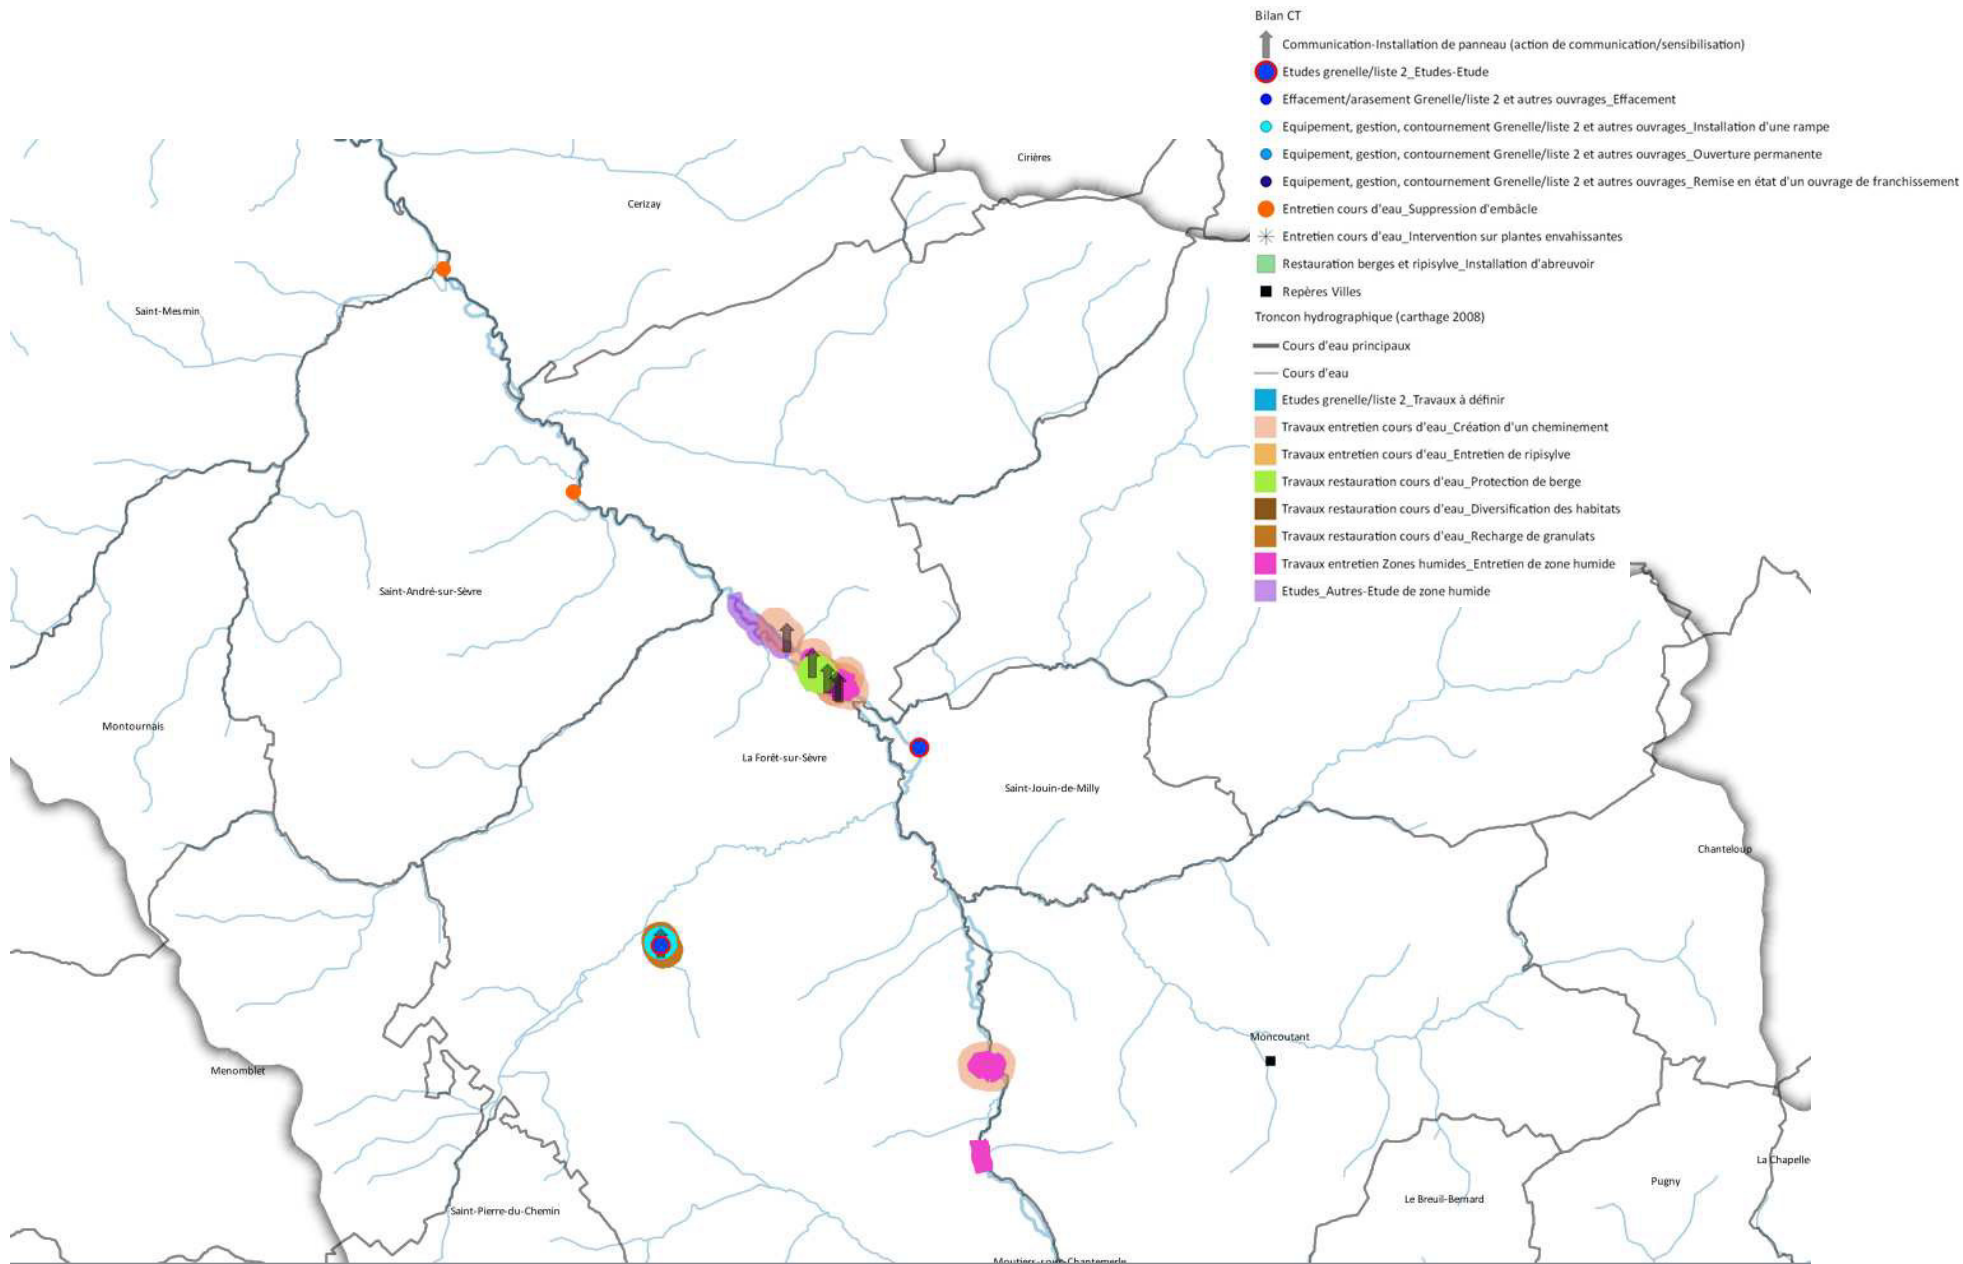 Bilan CT
Communication-Installation de panneau (action de communication/sensibilisation)
Etudes grenelle/liste 2_Etudes-Etude
Effacement/arasement Grenelle/liste 2 et autres ouvrages_Effacement
Equipement, gestion, contournement Grenelle/liste 2 et autres ouvrages_Installation d'une rampe
Equipement, gestion, contournement Grenelle/liste 2 et autres ouvrages_Ouverture permanente
Equipement, gestion, contournement Grenelle/liste 2 et autres ouvrages_Remise en état d'un ouvrage de franchissement
Entretien cours d'eau_Suppression d'embâcle
Entretien cours d'eau_Intervention sur plantes envahissantes
Restauration berges et ripisylve_Installation d'abreuvoir
Repères Villes
Troncon hydrographique (carthage 2008)
Cours d'eau principaux
Cours d'eau
Etudes grenelle/liste 2_Travaux à définir
Travaux entretien cours d'eau_Création d'un cheminement
Travaux entretien cours d'eau_Entretien de ripisylve
Travaux restauration cours d'eau_Protection de berge
Travaux restauration cours d'eau_Diversification des habitats
Travaux restauration cours d'eau_Recharge de granulats
Travaux entretien Zones humides_Entretien de zone humide
Etudes_Autres-Etude de zone humide
Cirières
Cerizay
Saint-Mesmin
Saint-André-sur-Sèvre
Montournais
La Forêt-sur-Sèvre
Saint-Jouin-de-Milly
Chanteloup
Moncoutant
Menomblet
La Chapelle-
Pugny
Le Breuil-Bernard
Saint-Pierre-du-Chemin
Moutiers-sous-Chantemerle